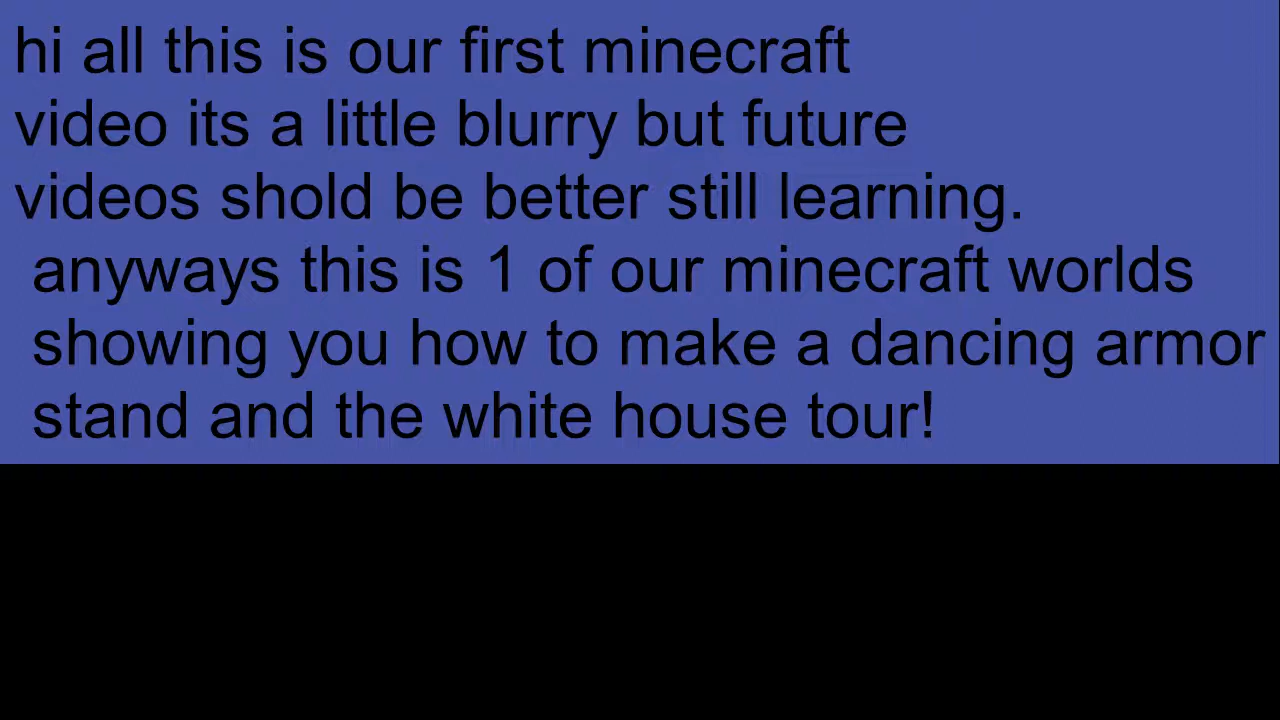 hi all this is our first minecraft
video its a little blurry but future
videos shold be better still learning.
anyways this is 1 of our minecraft worlds
showing you how to make a dancing armor
stand and the white house tour!